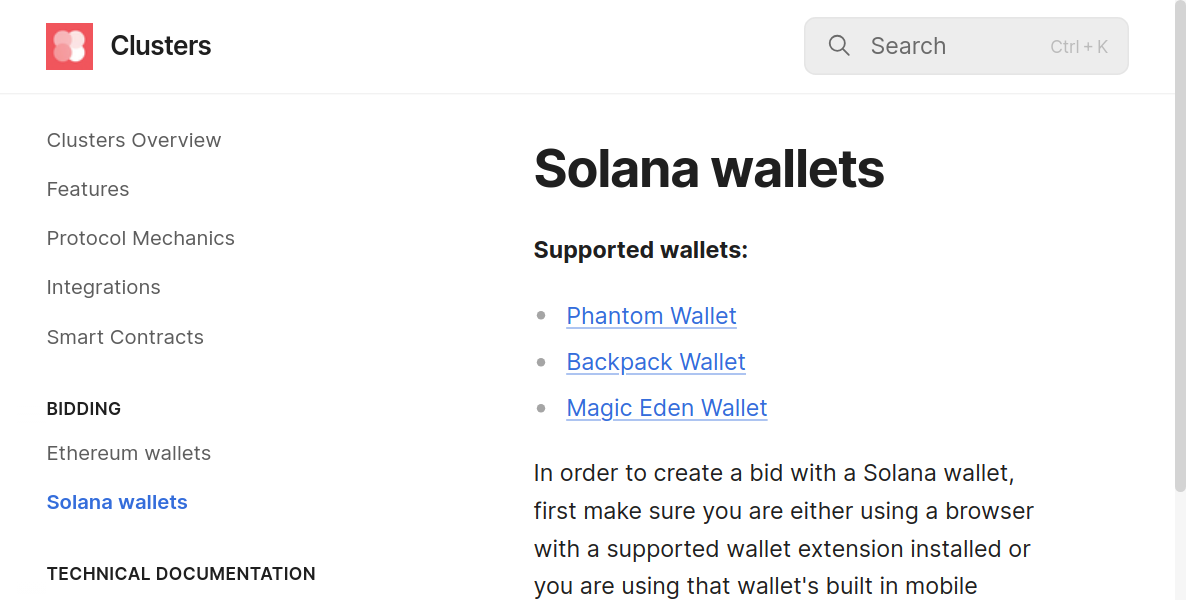 Clusters
Search
Ctrl + K
Clusters Overview
Features
Protocol Mechanics
Integrations
Smart Contracts
BIDDING
Ethereum wallets
Solana wallets
TECHNICAL DOCUMENTATION
Solana wallets
Supported wallets:
Phantom Wallet
Backpack Wallet
Magic Eden Wallet
In order to create a bid with a Solana wallet,
first make sure you are either using a browser
with a supported wallet extension installed or
you are using that wallet's built in mobile